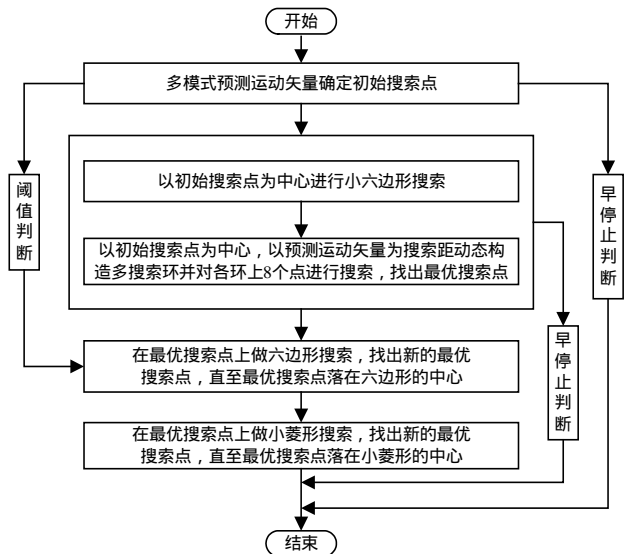 开始
多模式预测运动矢量确定初始搜索点
以初始搜索点为中心进行小六边形搜索
以初始搜索点为中心，以预测运动矢量为搜索距动态构
造多搜索环并对各环上8个点进行搜索，找出最优搜索点
阈值判断
早停止判断
早停止判断
在最优搜索点上做六边形搜索，找出新的最优
搜索点，直至最优搜索点落在六边形的中心
在最优搜索点上做小菱形搜索，找出新的最优
搜索点，直至最优搜索点落在小菱形的中心
结束